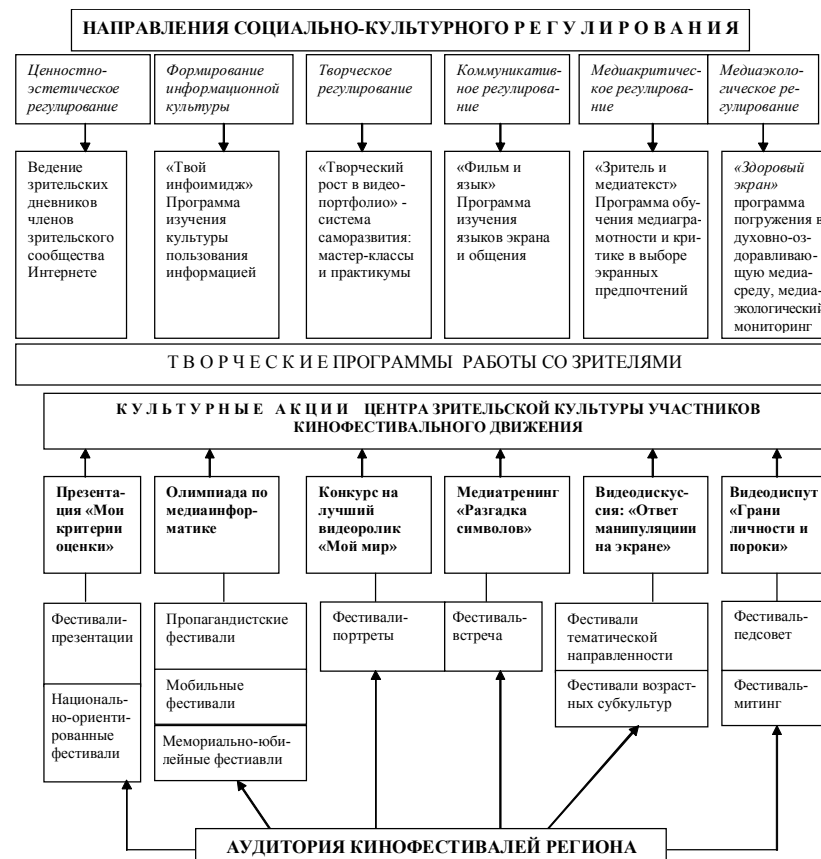 НАПРАВЛЕНИЯ СОЦИАЛЬНО-КУЛЬТУРНОГО Р Е Г У Л И Р О В А Н И Я
Ценностно-
эстетическое
регулирование
Формирование
информационной
культуры
Творческое
регулирование
Коммуникатив-
ное регулирова-
ние
Медиакритичес-
кое регулирова-
ние
Медиаэколо-
гическое ре-
гулирование
Ведение
зрительских
дневников
членов
зрительского
сообщества
Интернете
«Твой
инфоимидж»
Программа
изучения
культуры
пользования
информацией
«Творческий
рост в видео-
портфолио» -
система
саморазвития:
мастер-классы
и практикумы
«Фильм и
язык»
Программа
изучения
языков экрана
и общения
«Зритель и
медиатекст»
Программа обу-
чения медиагра-
мотности и кри-
тике в выборе
экранных
предпочтений
«Здоровый
экран»
программа
погружения в
духовно-оз-
доравливаю-
щую медиа-
среду, медиа-
экологический
мониторинг
Т В О Р Ч Е С К И Е ПРОГРАММЫ РАБОТЫ СО ЗРИТЕЛЯМИ
К У Л Ь Т У Р Н Ы Е А К Ц И И ЦЕНТРА ЗРИТЕЛЬСКОЙ КУЛЬТУРЫ УЧАСТНИКОВ
КИНОФЕСТИВАЛЬНОГО ДВИЖЕНИЯ
Презента-
ция «Мои
критерии
оценки»
Олимпиада по
медиаинфор-
матике
Конкурс на
лучший
видеоролик
«Мой мир»
Медиатренинг
«Разгадка
символов»
Видеодискус-
сия: «Ответ
манипуляциии
на экране»
Видеодиспут
«Грани
личности и
пороки»
Фестивали-
презентации
Националь-
но-ориенти-
рованные
фестивали
Пропагандистские
фестивали
Мобильные
фестивали
Мемориально-юби-
лейные фестиавли
Фестивали-
портреты
Фестиваль-
встреча
Фестивали
тематической
направленности
Фестивали возраст-
ных субкультур
Фестиваль-
педсовет
Фестиваль-
митинг
АУДИТОРИЯ КИНОФЕСТИВАЛЕЙ РЕГИОНА